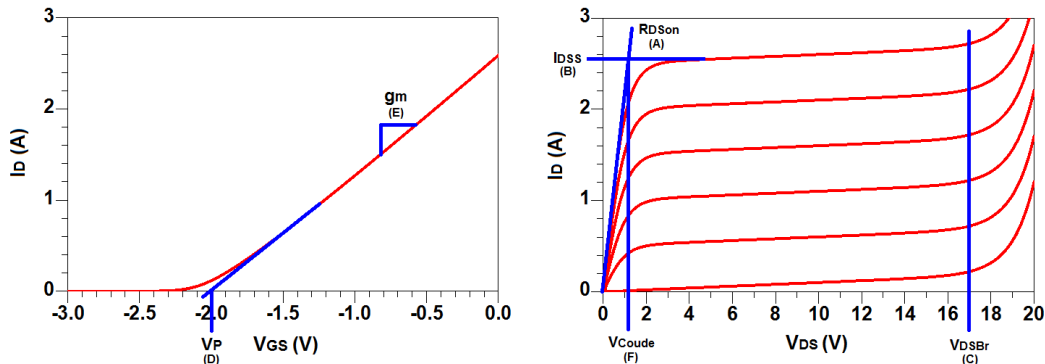 3
2
1
0
ID (A)
gm
(E)
-3.0 -2.5 -2.0 -1.5 -1.0 -0.5 0.0
VP
(D)
VGS (V)
3
2
1
0
ID (A)
RDSon
(A)
IDSS
(B)
0 2 4 6 8 10 12 14 16 18 20
VCoude
(F)
VDS (V)
VDSBr
(C)